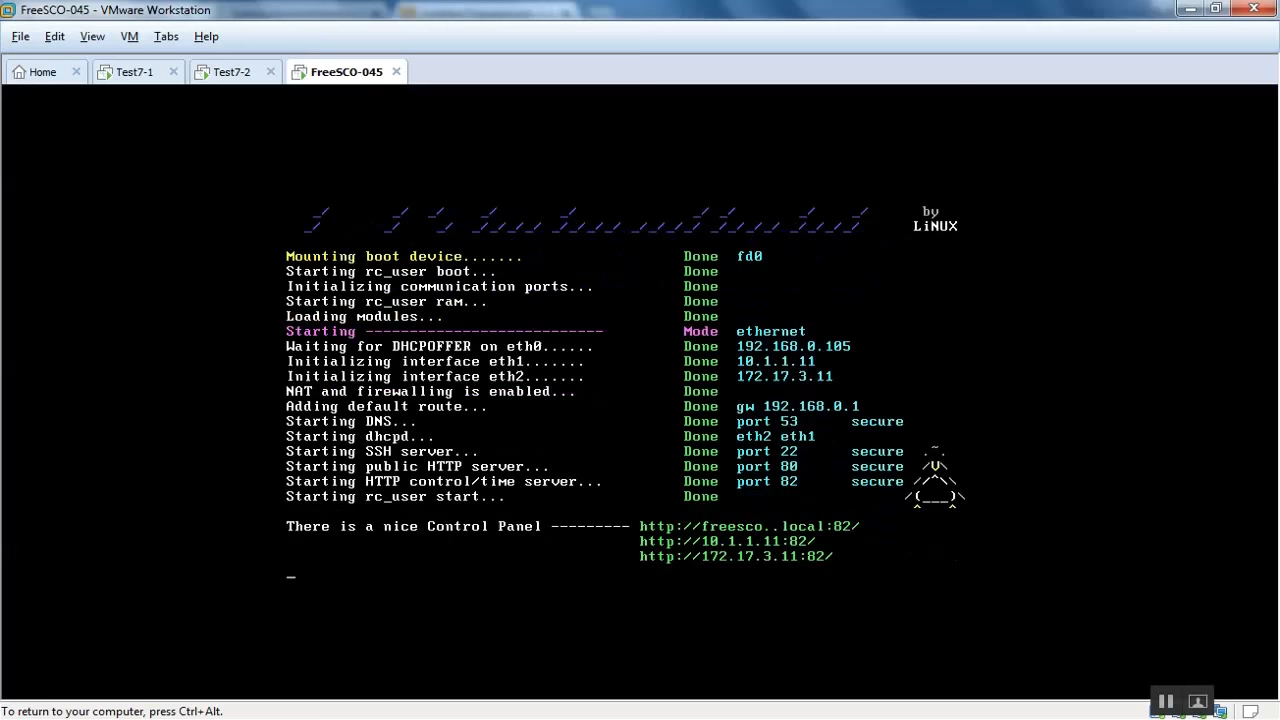 FreeSCO-045 - VMware Workstation
File Edit View VM Tabs Help
Home Test7-1 Test7-2 FreeSCO-045
by
LiNUX
Mounting boot device....... Done fd0
Starting rc_user boot... Done
Initializing communication ports... Done
Starting rc_user ram... Done
Loading modules... Done
Starting --------------------------- Mode ethernet
Waiting for DHCPOFFER on eth0...... Done 192.168.0.105
Initializing interface eth1....... Done 10.1.1.11
Initializing interface eth2....... Done 172.17.3.11
NAT and firewalling is enabled... Done
Adding default route... Done gw 192.168.0.1
Starting DNS... Done port 53 secure
Starting dhcpd... Done eth2 eth1
Starting SSH server... Done port 22 secure
Starting public HTTP server... Done port 80 secure
Starting HTTP control/time server... Done port 82 secure
Starting rc_user start... Done
There is a nice Control Panel --------- http://freesco..local:82/
http://10.1.1.11:82/
http://172.17.3.11:82/
To return to your computer, press Ctrl+Alt.